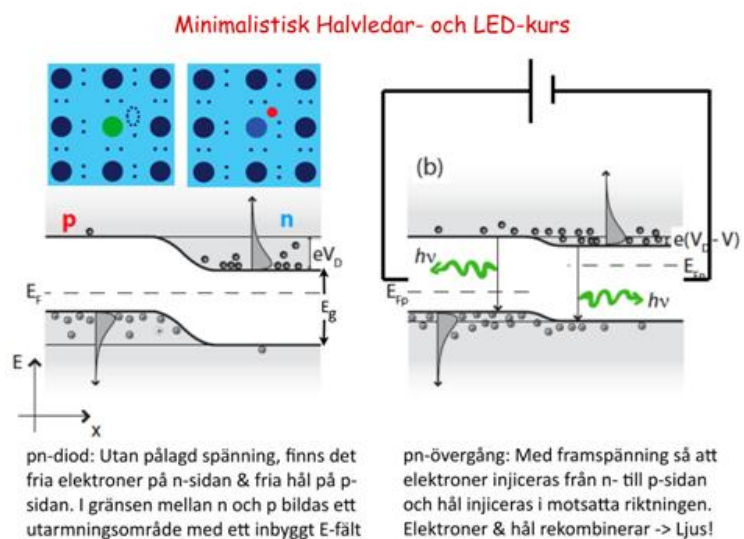 Minimalistisk Halvledar- och LED-kurs
p
n
eV_D
E_F
E_g
E
x
(b)
e(V_D - V)
E_Fn
hν
E_Fp
hν
pn-diod: Utan pålagd spänning, finns det
fria elektroner på n-sidan & fria hål på p-
sidan. I gränsen mellan n och p bildas ett
utarmningsområde med ett inbyggt E-fält
pn-övergång: Med framspänning så att
elektroner injiceras från n- till p-sidan
och hål injiceras i motsatta riktningen.
Elektroner & hål rekombinerar -> Ljus!